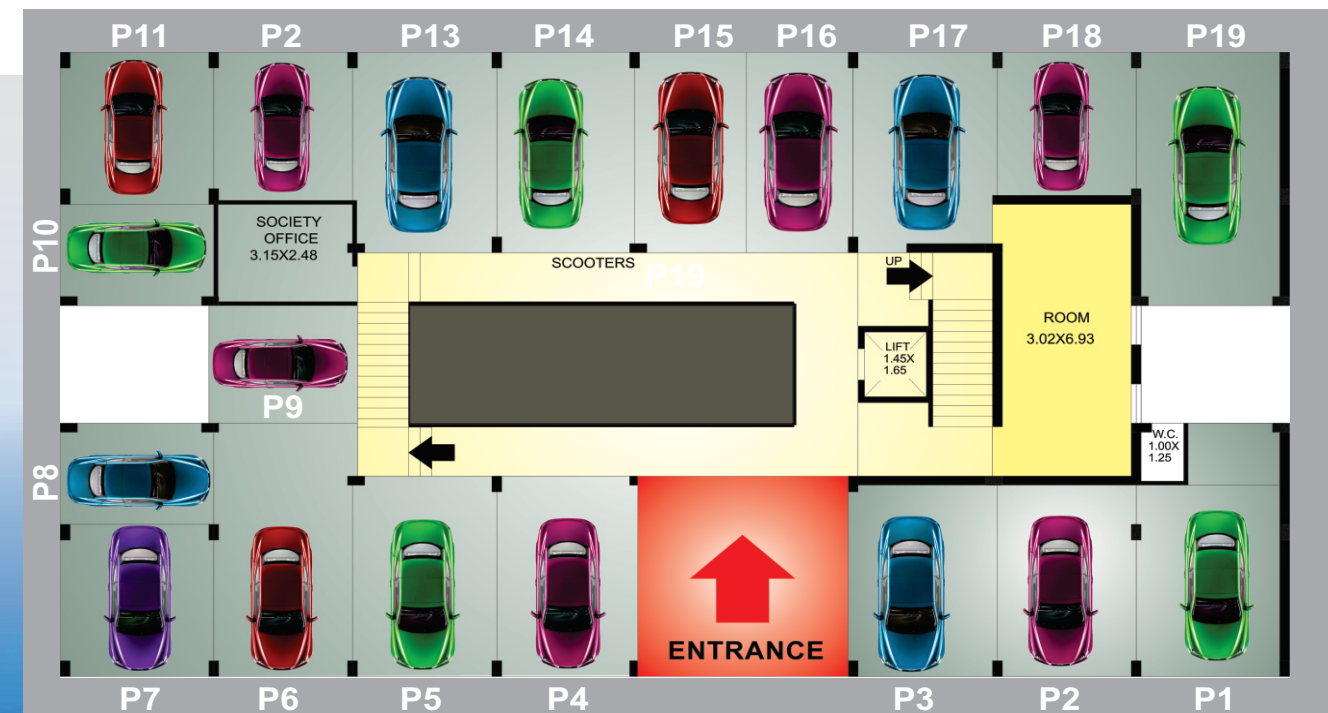 P11 P2 P13 P14 P15 P16 P17 P18 P19
P10
SOCIETY
OFFICE
3.15X2.48
SCOOTERS
P19
UP
LIFT
1.45X
1.65
ROOM
3.02X6.93
P9
W.C.
1.00X
1.25
P8
ENTRANCE
P7 P6 P5 P4 P3 P2 P1